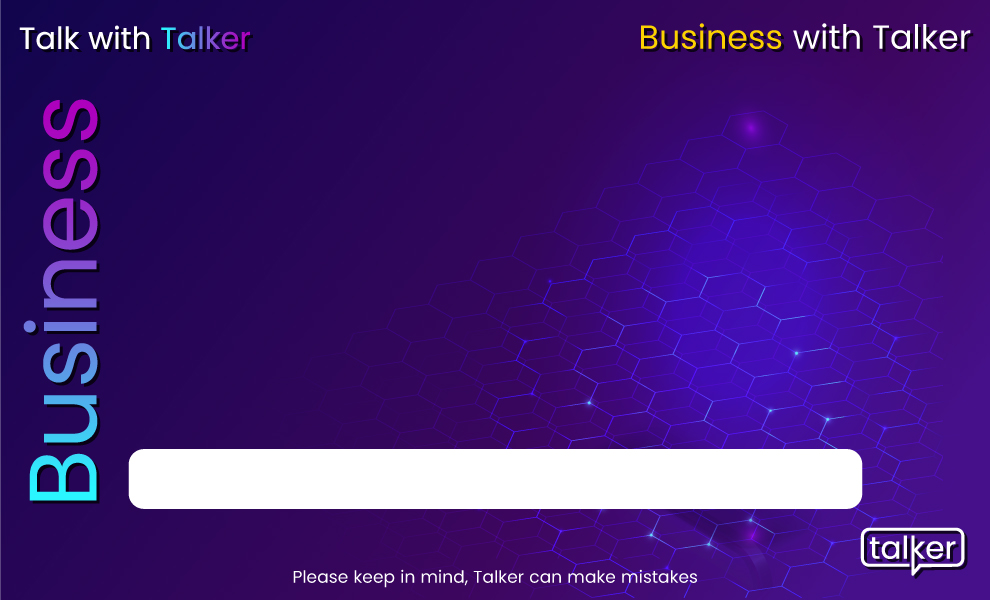 Talk with Talker
Business with Talker
Business
Please keep in mind, Talker can make mistakes
talker